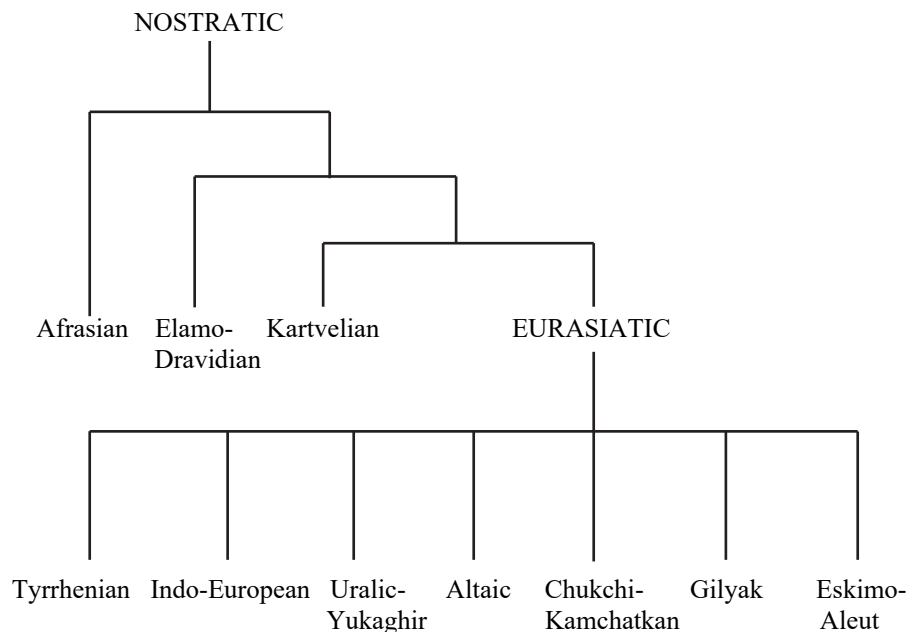 NOSTRATIC
Afrasian Elamo- Kartvelian EURASIATIC
Dravidian
Tyrrhenian Indo-European Uralic- Altaic Chukchi- Gilyak Eskimo-
Yukaghir Kamchatkan Aleut